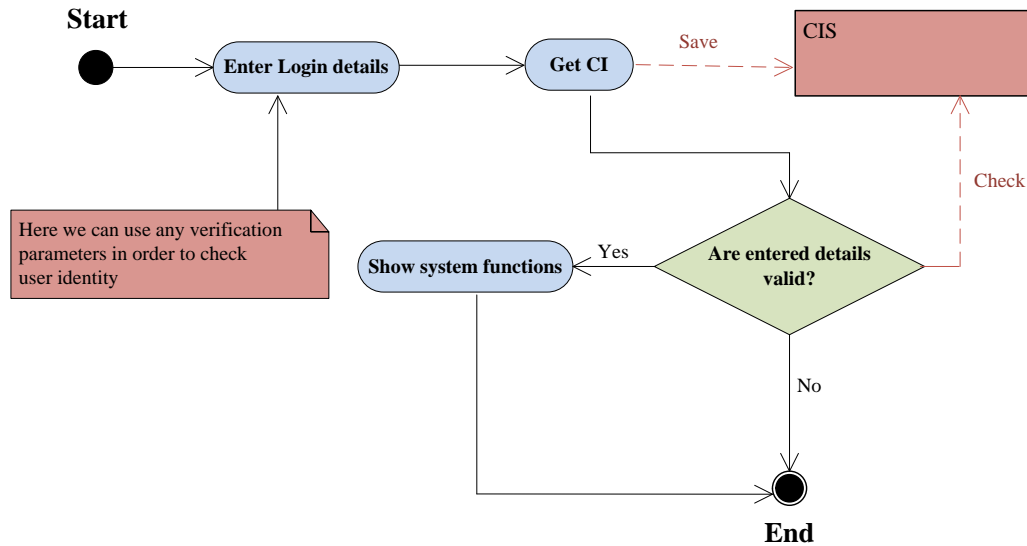 Start
Enter Login details
Get CI
Save
CIS
Check
Here we can use any verification
parameters in order to check
user identity
Show system functions
Yes
Are entered details
valid?
No
End